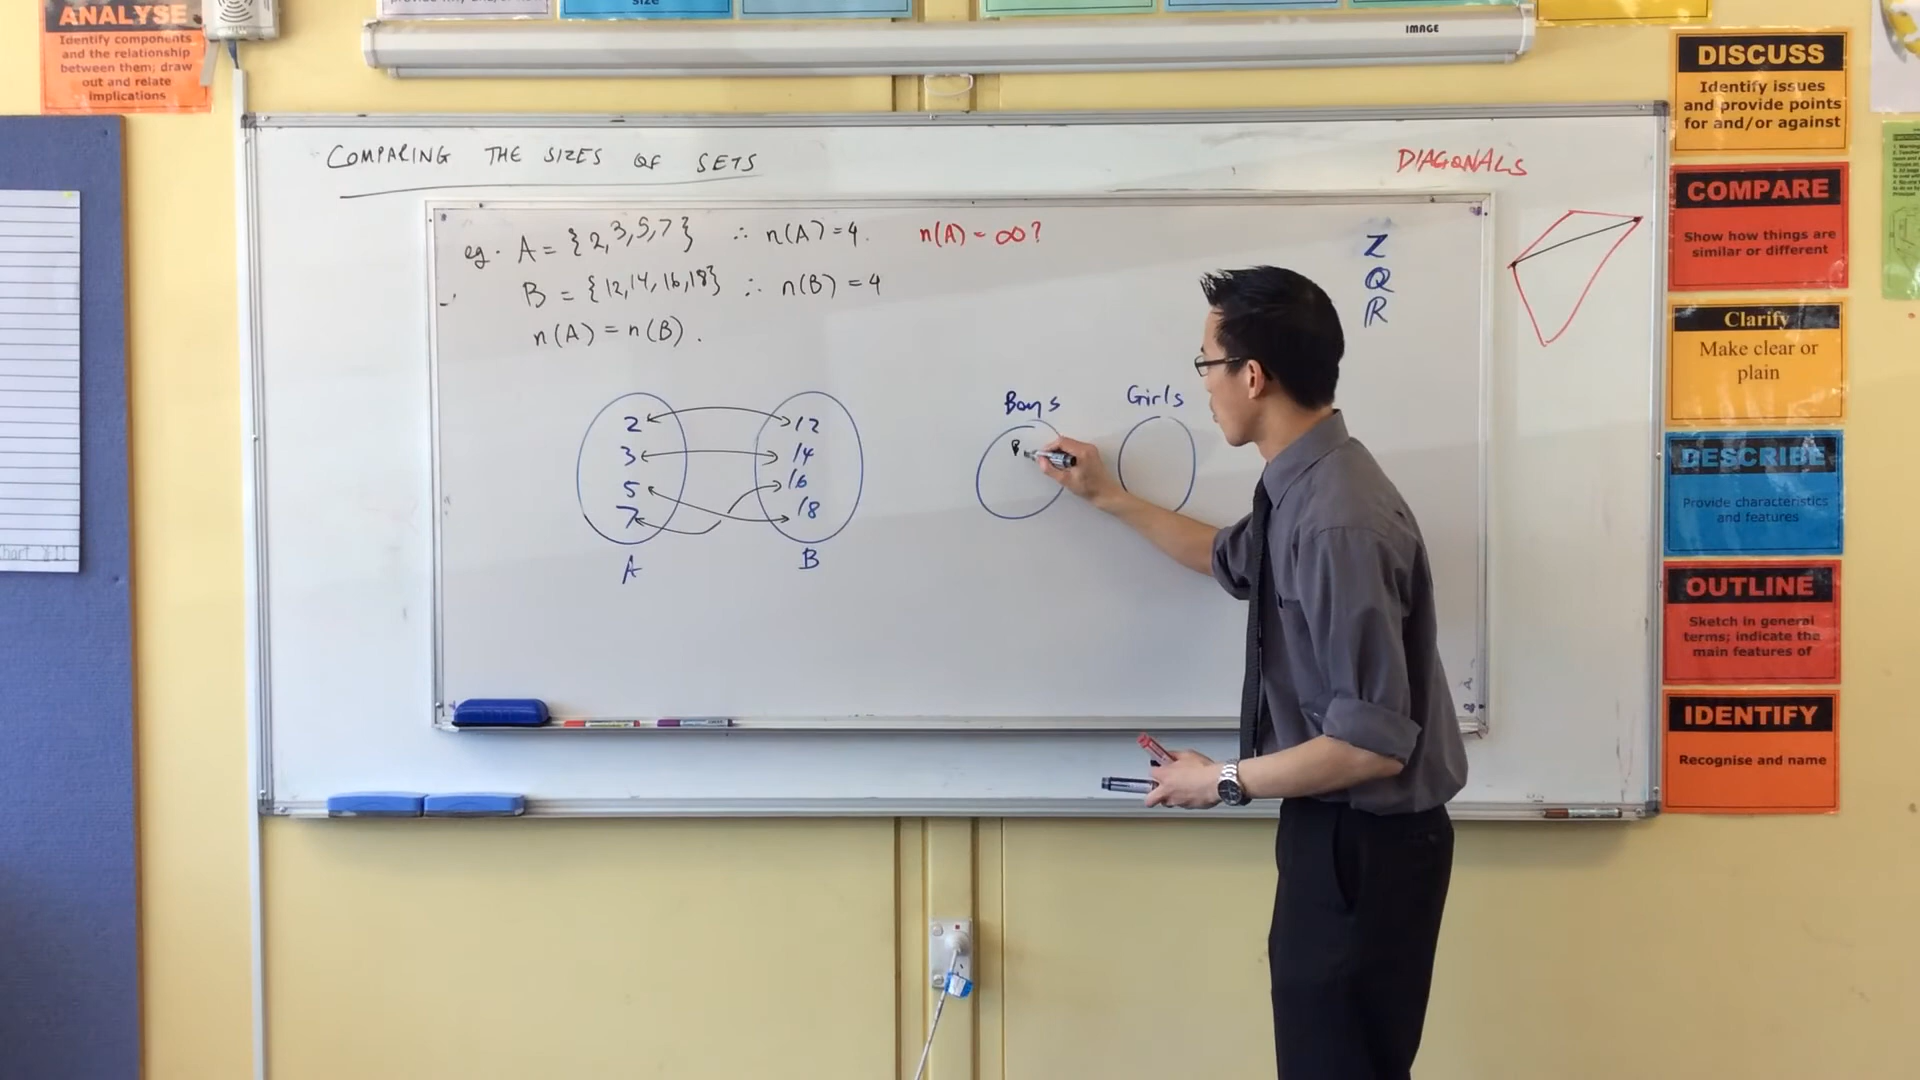 ANALYSE
Identify components
and the relationship
between them; draw
out and relate
implications
size
IMAGE
COMPARING THE SIZES OF SETS
DIAGONALS
eg. A = {2,3,5,7} ∴ n(A) = 4. n(A) = ∞?
B = {12,14,16,18} ∴ n(B) = 4
n(A) = n(B).
Z
Q
R
2 12
3 14
5 16
7 18
A B
Boys Girls
DISCUSS
Identify issues
and provide points
for and/or against
COMPARE
Show how things are
similar or different
Clarify
Make clear or
plain
DESCRIBE
Provide characteristics
and features
OUTLINE
Sketch in general
terms; indicate the
main features of
IDENTIFY
Recognise and name